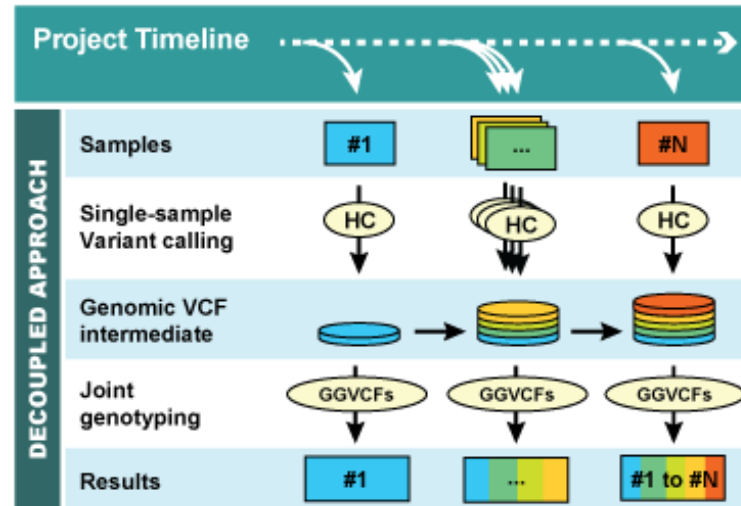 Project Timeline
DECOUPLED APPROACH
Samples
#1
...
#N
Single-sample
Variant calling
HC
HC
HC
Genomic VCF
intermediate
Joint
genotyping
GGVCFs
GGVCFs
GGVCFs
Results
#1
...
#1 to #N